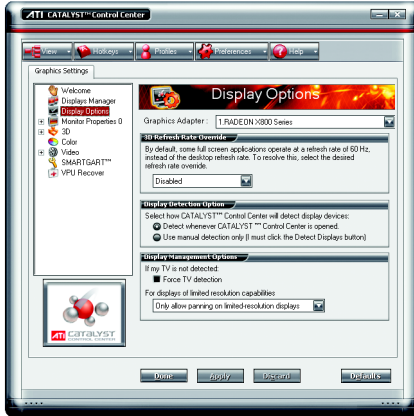 ATI CATALYST™ Control Center
View
Hotkeys
Profiles
Preferences
Help
Graphics Settings
Welcome
Displays Manager
Display Options
Monitor Properties 0
3D
Color
Video
SMARTGART™
VPU Recover
Display Options
Graphics Adapter :
1.RADEON X800 Series
3D Refresh Rate Override
By default, some full screen applications operate at a refresh rate of 60 Hz,
instead of the desktop refresh rate. To resolve this, select the desired
refresh rate override.
Disabled
Display Detection Option
Select how CATALYST™ Control Center will detect display devices:
Detect whenever CATALYST ™ Control Center is opened.
Use manual detection only (I must click the Detect Displays button)
Display Management Options
If my TV is not detected:
Force TV detection
For displays of limited resolution capabilities
Only allow panning on limited-resolution displays
ATI CATALYST
CONTROL CENTER
Done
Apply
Discard
Defaults